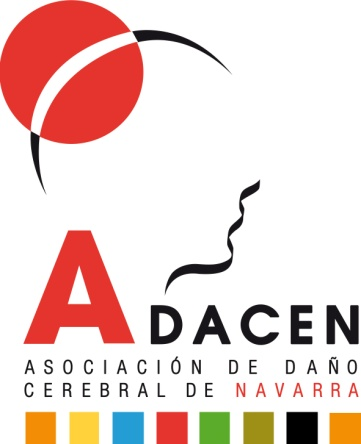 ADACEN
ASOCIACIÓN DE DAÑO
CEREBRAL DE NAVARRA